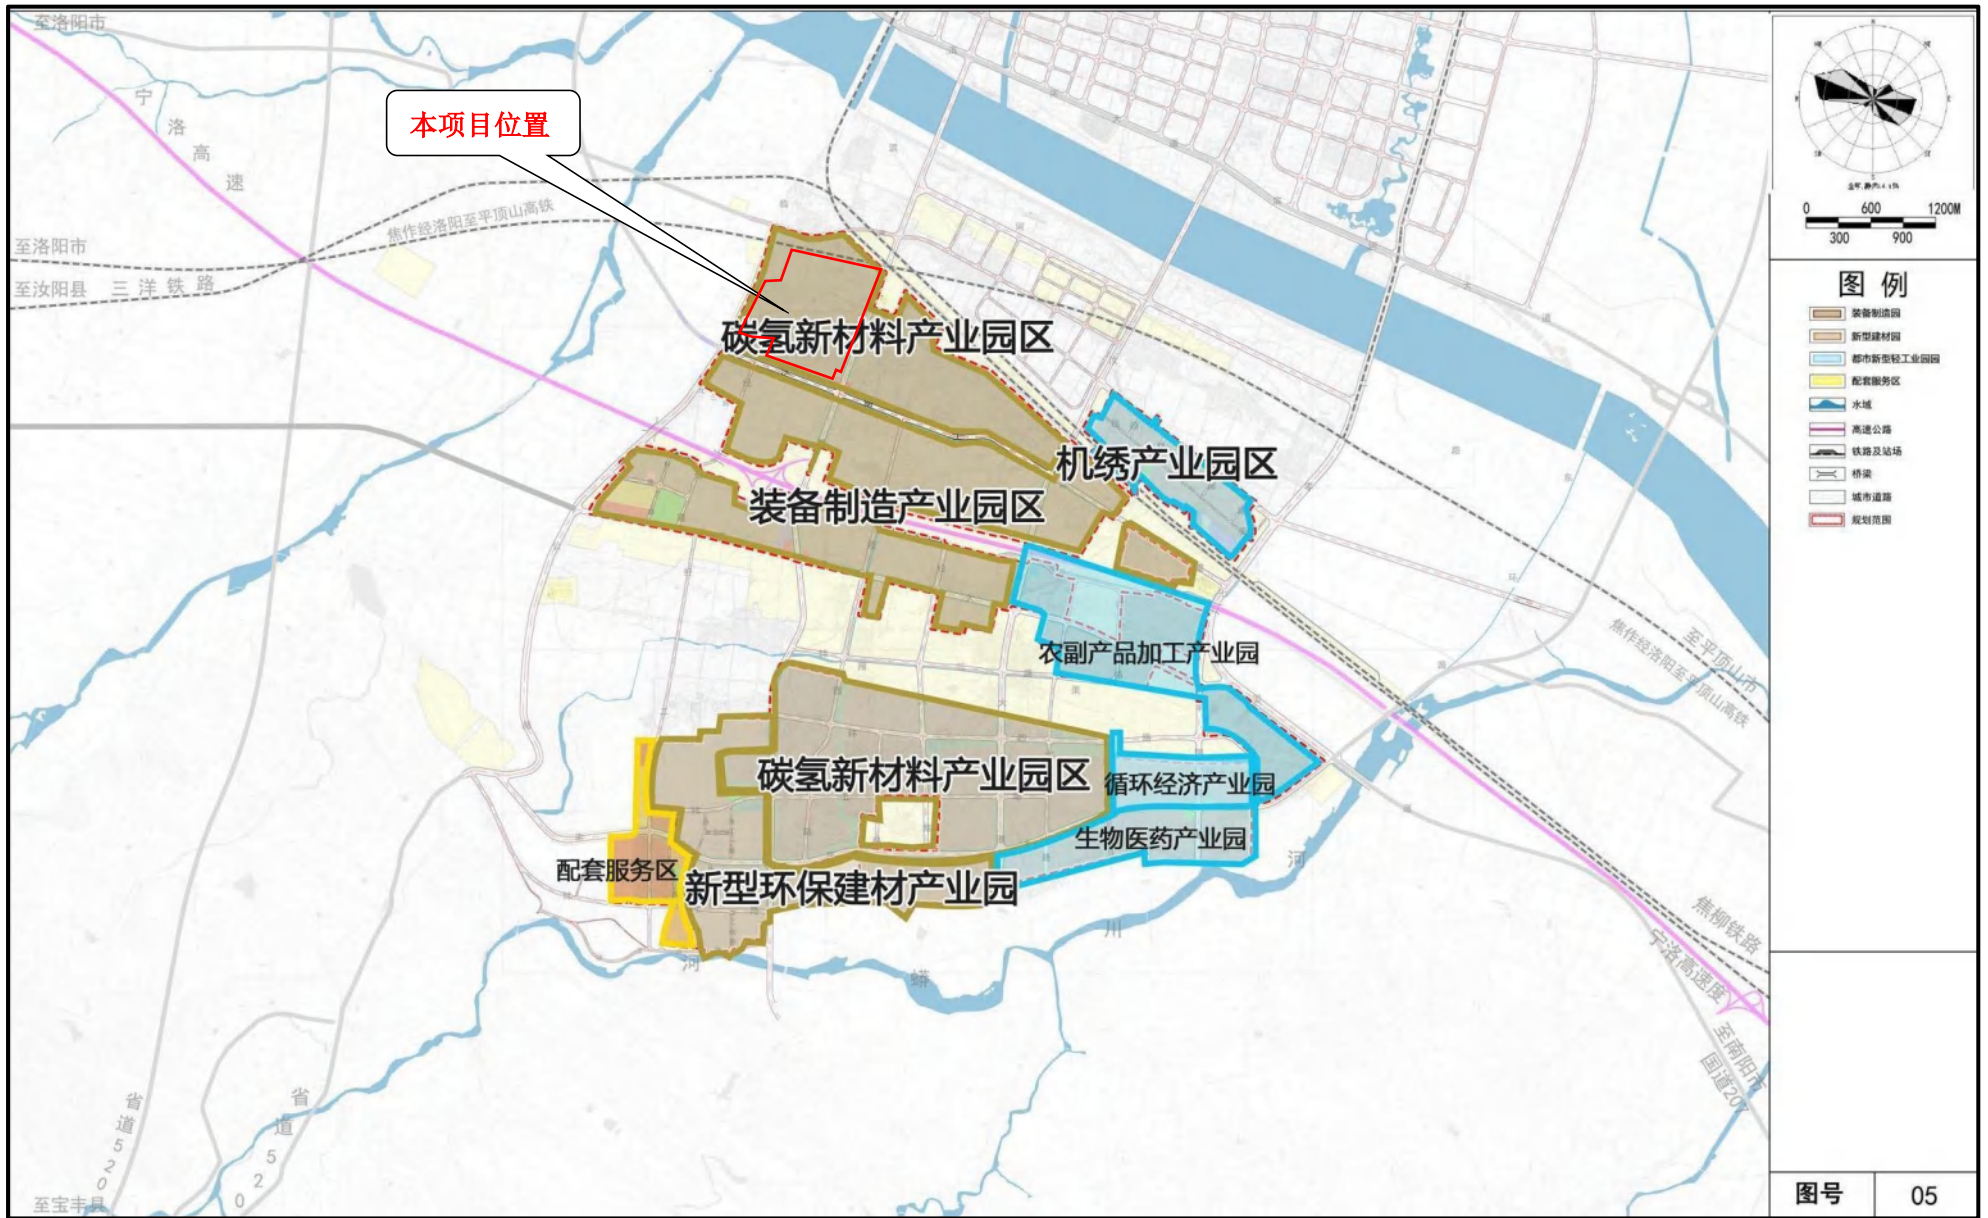 至洛阳市
宁洛高速
本项目位置
焦作经洛阳至平顶山高铁
至洛阳市
至汝阳县 三洋铁路
碳氢新材料产业园区
机绣产业园区
装备制造产业园区
农副产品加工产业园
碳氢新材料产业园区
循环经济产业园
生物医药产业园
配套服务区
新型环保建材产业园
河
蟒
川
河
至平顶山市
焦作经洛阳至平顶山高铁
焦柳铁路
宁洛高速度
至南阳市
国道207
省道520
省道520
至宝丰县
0 600 1200M
300 900
图例
装备制造园
新型建材园
都市新型轻工业园园
配套服务区
水域
高速公路
铁路及站场
桥梁
城市道路
规划范围
图号 05